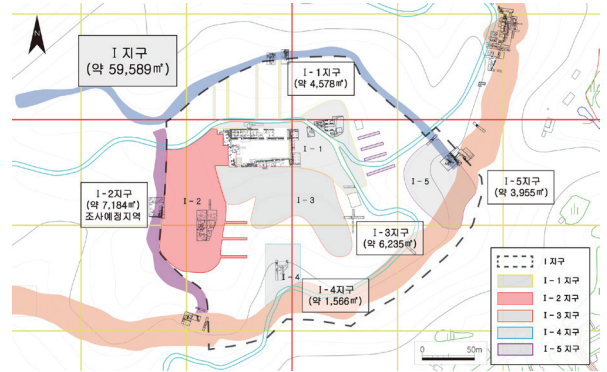 N
I 지구
(약 59,589㎡)
I-1지구
(약 4,578㎡)
I-1
I-2지구
(약 7,184㎡)
조사예정지역
I-2
I-3
I-5
I-5지구
(약 3,955㎡)
I-3지구
(약 6,235㎡)
I-4
I-4지구
(약 1,566㎡)
I 지구
I-1지구
I-2지구
I-3지구
I-4지구
I-5지구
0 50m